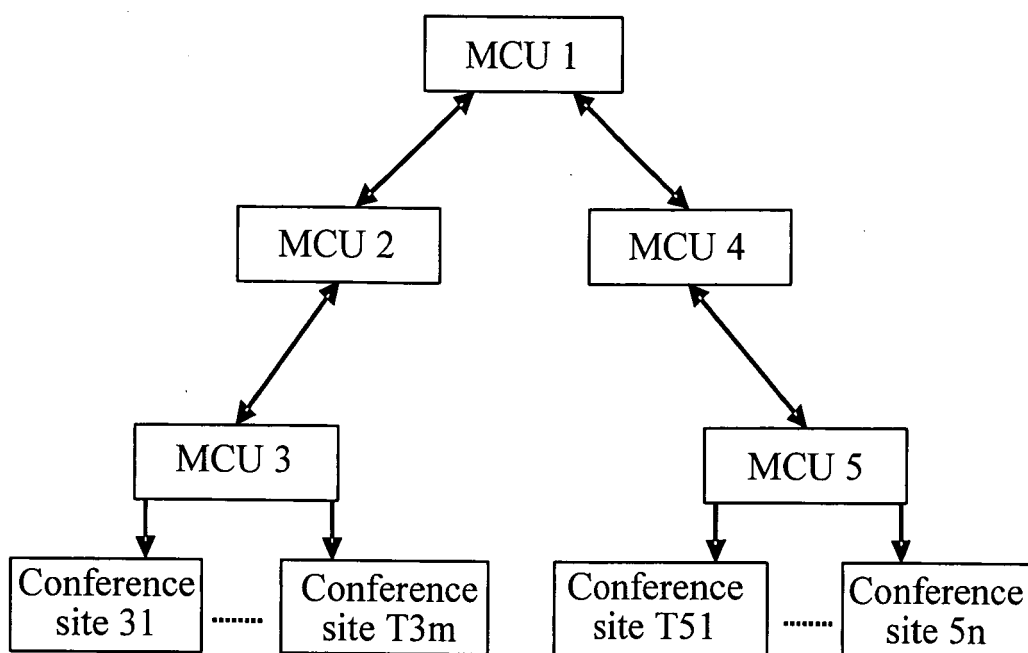 MCU 1
MCU 2
MCU 4
MCU 3
MCU 5
Conference
site 31
Conference
site T3m
Conference
site T51
Conference
site 5n